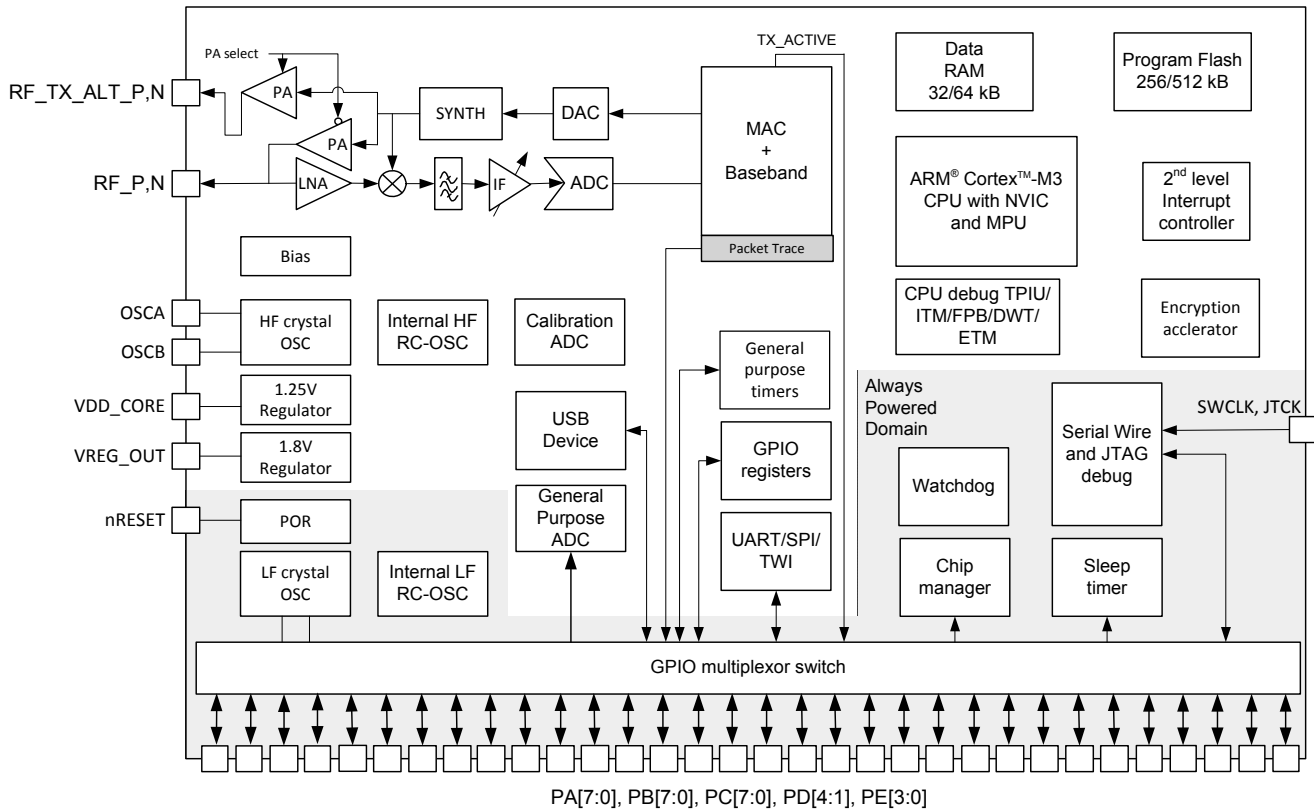 TX_ACTIVE
PA select
RF_TX_ALT_P,N
PA
SYNTH
DAC
MAC
+
Baseband
Packet Trace
PA
RF_P,N
LNA
IF
ADC
Data
RAM
32/64 kB
Program Flash
256/512 kB
ARM® Cortex™-M3
CPU with NVIC
and MPU
2nd level
Interrupt
controller
CPU debug TPIU/
ITM/FPB/DWT/
ETM
Encryption
acclerator
Bias
OSCA
OSCB
HF crystal
OSC
Internal HF
RC-OSC
Calibration
ADC
General
purpose
timers
VDD_CORE
1.25V
Regulator
VREG_OUT
1.8V
Regulator
USB
Device
GPIO
registers
Always
Powered
Domain
SWCLK, JTCK
Serial Wire
and JTAG
debug
Watchdog
nRESET
POR
General
Purpose
ADC
UART/SPI/
TWI
LF crystal
OSC
Internal LF
RC-OSC
Chip
manager
Sleep
timer
GPIO multiplexor switch
PA[7:0], PB[7:0], PC[7:0], PD[4:1], PE[3:0]